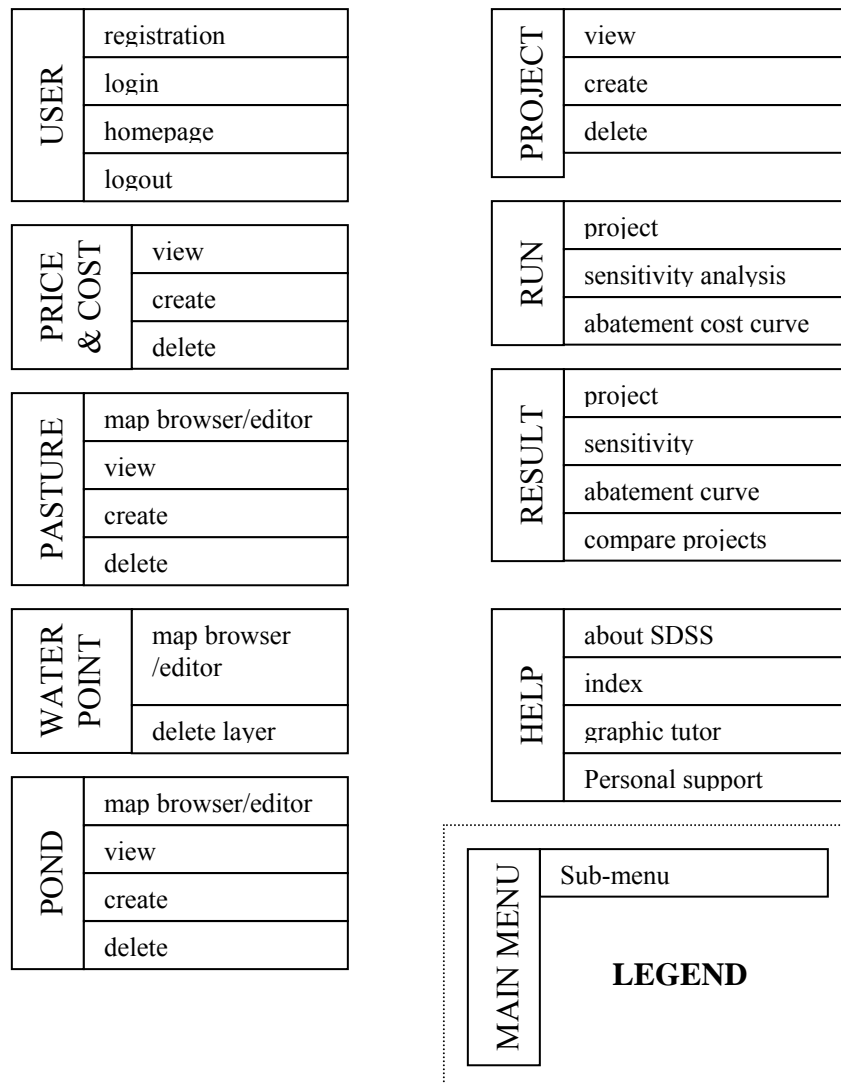 USER
registration
login
homepage
logout
PRICE
& COST
view
create
delete
PASTURE
map browser/editor
view
create
delete
WATER
POINT
map browser
/editor
delete layer
POND
map browser/editor
view
create
delete
PROJECT
view
create
delete
RUN
project
sensitivity analysis
abatement cost curve
RESULT
project
sensitivity
abatement curve
compare projects
HELP
about SDSS
index
graphic tutor
Personal support
MAIN MENU
Sub-menu
LEGEND